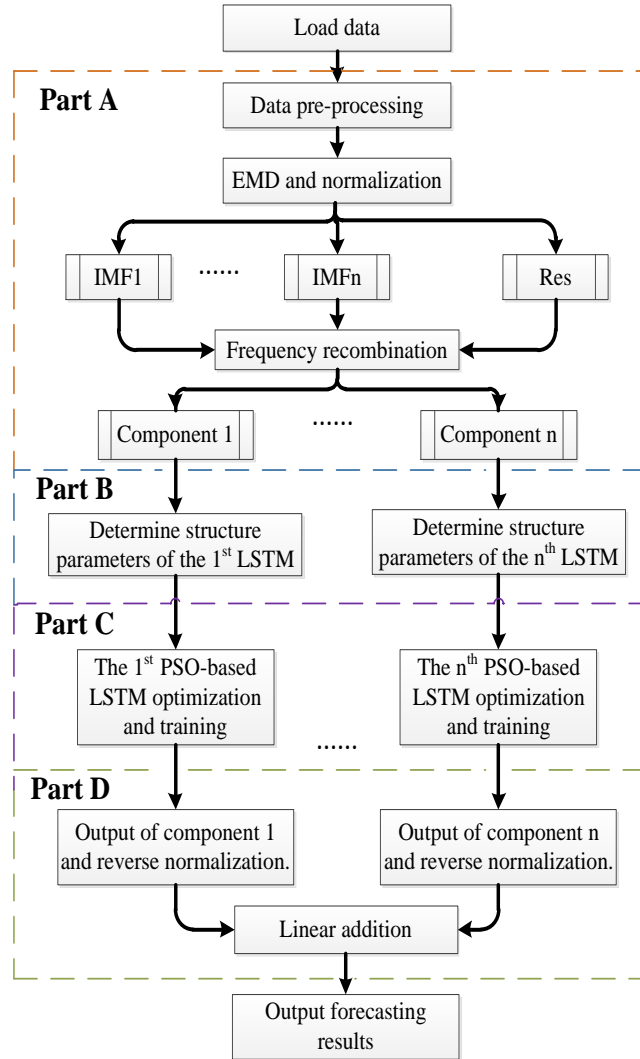 Load data
Part A
Data pre-processing
EMD and normalization
IMF1
......
IMFn
Res
Frequency recombination
Component 1
......
Component n
Part B
Determine structure
parameters of the 1st LSTM
Determine structure
parameters of the nth LSTM
Part C
The 1st PSO-based
LSTM optimization
and training
......
The nth PSO-based
LSTM optimization
and training
Part D
Output of component 1
and reverse normalization.
Output of component n
and reverse normalization.
Linear addition
Output forecasting
results